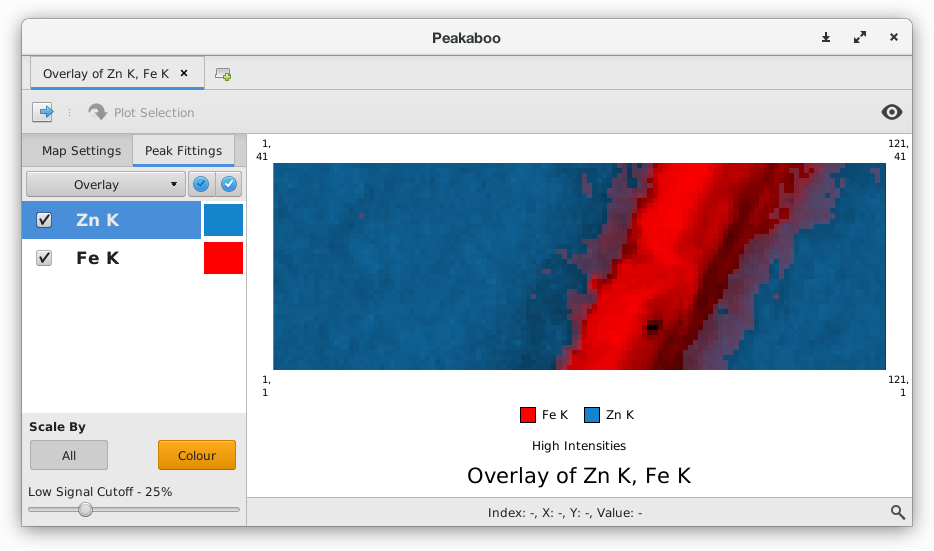 Peakaboo
Overlay of Zn K, Fe K
Plot Selection
Map Settings
Peak Fittings
Overlay
Zn K
Fe K
Scale By
All
Colour
Low Signal Cutoff - 25%
1,
41
121,
41
1,
1
121,
1
Fe K
Zn K
High Intensities
Overlay of Zn K, Fe K
Index: -, X: -, Y: -, Value: -